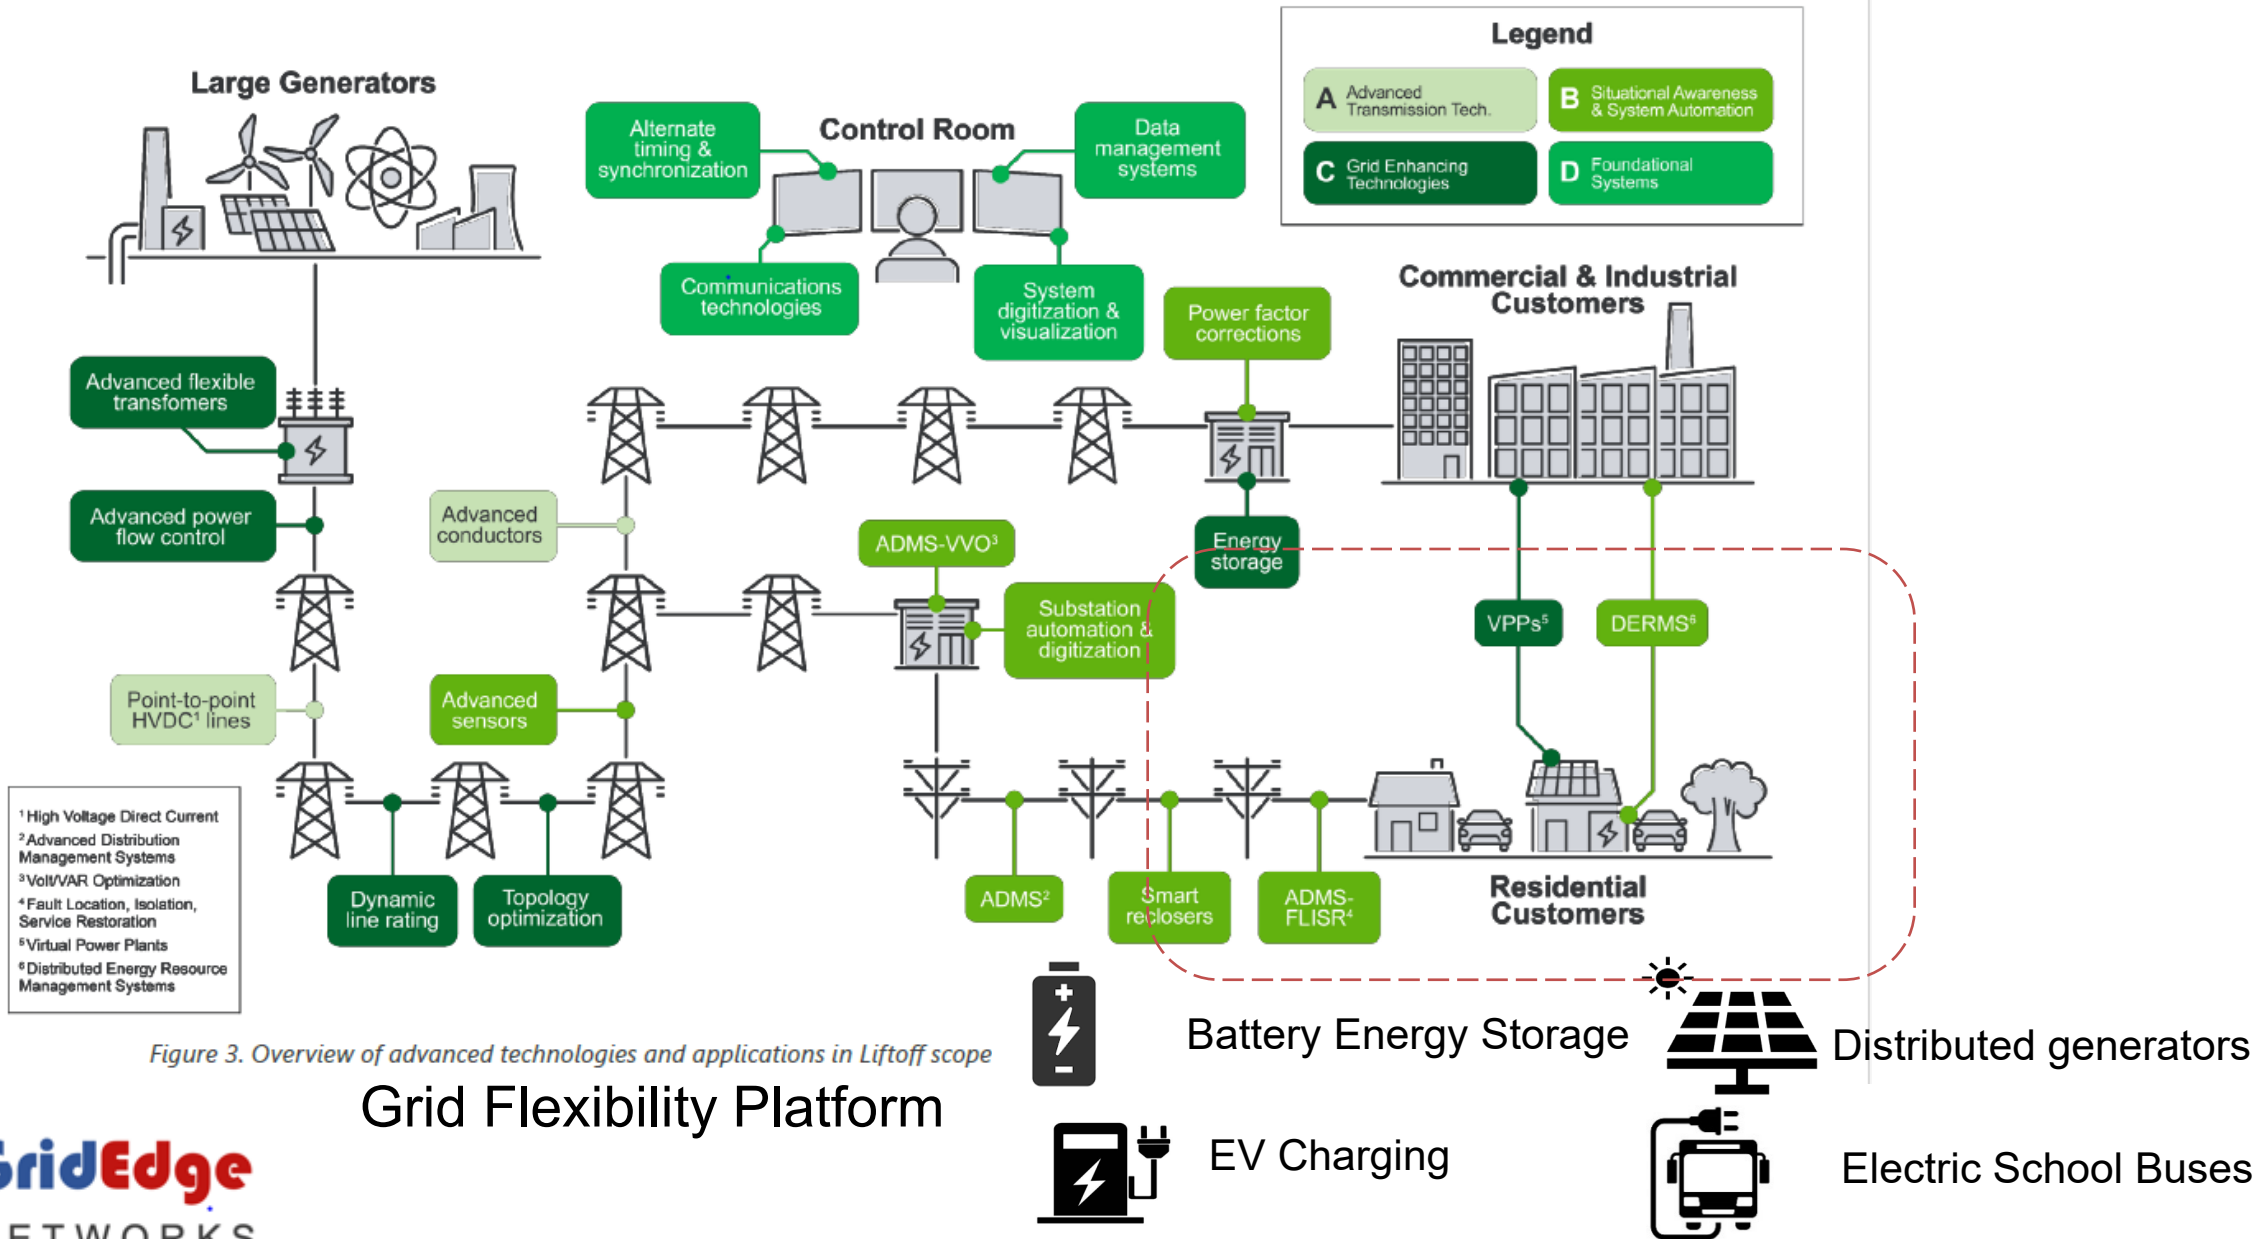 Legend
A Advanced
Transmission Tech.
B Situational Awareness
& System Automation
C Grid Enhancing
Technologies
D Foundational
Systems
Large Generators
Control Room
Alternate
timing &
synchronization
Data
management
systems
Communications
technologies
System
digitization &
visualization
Power factor
corrections
Commercial & Industrial
Customers
Advanced flexible
transfomers
Advanced power
flow control
Advanced
conductors
ADMS-VVO³
Energy
storage
Substation
automation &
digitization
VPPs⁵
DERMS⁶
Point-to-point
HVDC¹ lines
Advanced
sensors
¹ High Voltage Direct Current
² Advanced Distribution
Management Systems
³ Volt/VAR Optimization
⁴ Fault Location, Isolation,
Service Restoration
⁵ Virtual Power Plants
⁶ Distributed Energy Resource
Management Systems
Dynamic
line rating
Topology
optimization
ADMS²
Smart
reclosers
ADMS-
FLISR⁴
Residential
Customers
Figure 3. Overview of advanced technologies and applications in Liftoff scope
Grid Flexibility Platform
Battery Energy Storage
Distributed generators
EV Charging
Electric School Buses
GridEdge
ETWORKS